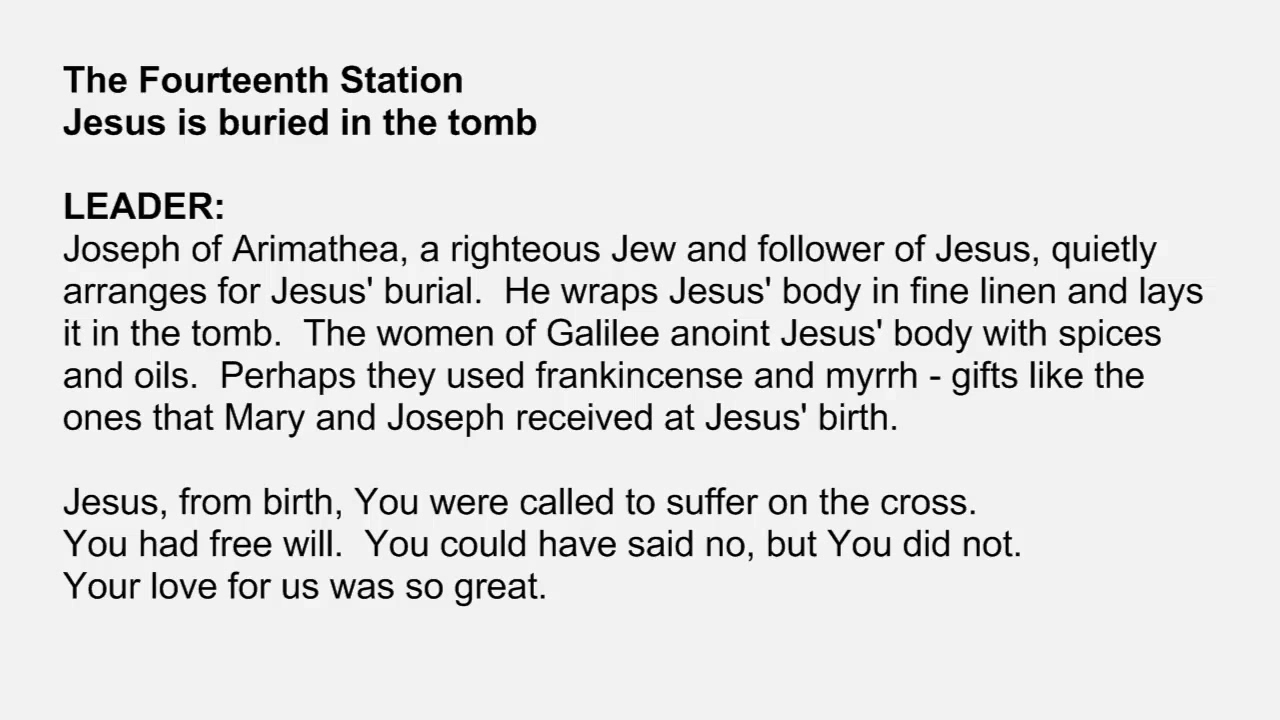 The Fourteenth Station
Jesus is buried in the tomb
LEADER:
Joseph of Arimathea, a righteous Jew and follower of Jesus, quietly
arranges for Jesus' burial.  He wraps Jesus' body in fine linen and lays
it in the tomb.  The women of Galilee anoint Jesus' body with spices
and oils.  Perhaps they used frankincense and myrrh - gifts like the
ones that Mary and Joseph received at Jesus' birth.
Jesus, from birth, You were called to suffer on the cross.
You had free will.  You could have said no, but You did not.
Your love for us was so great.